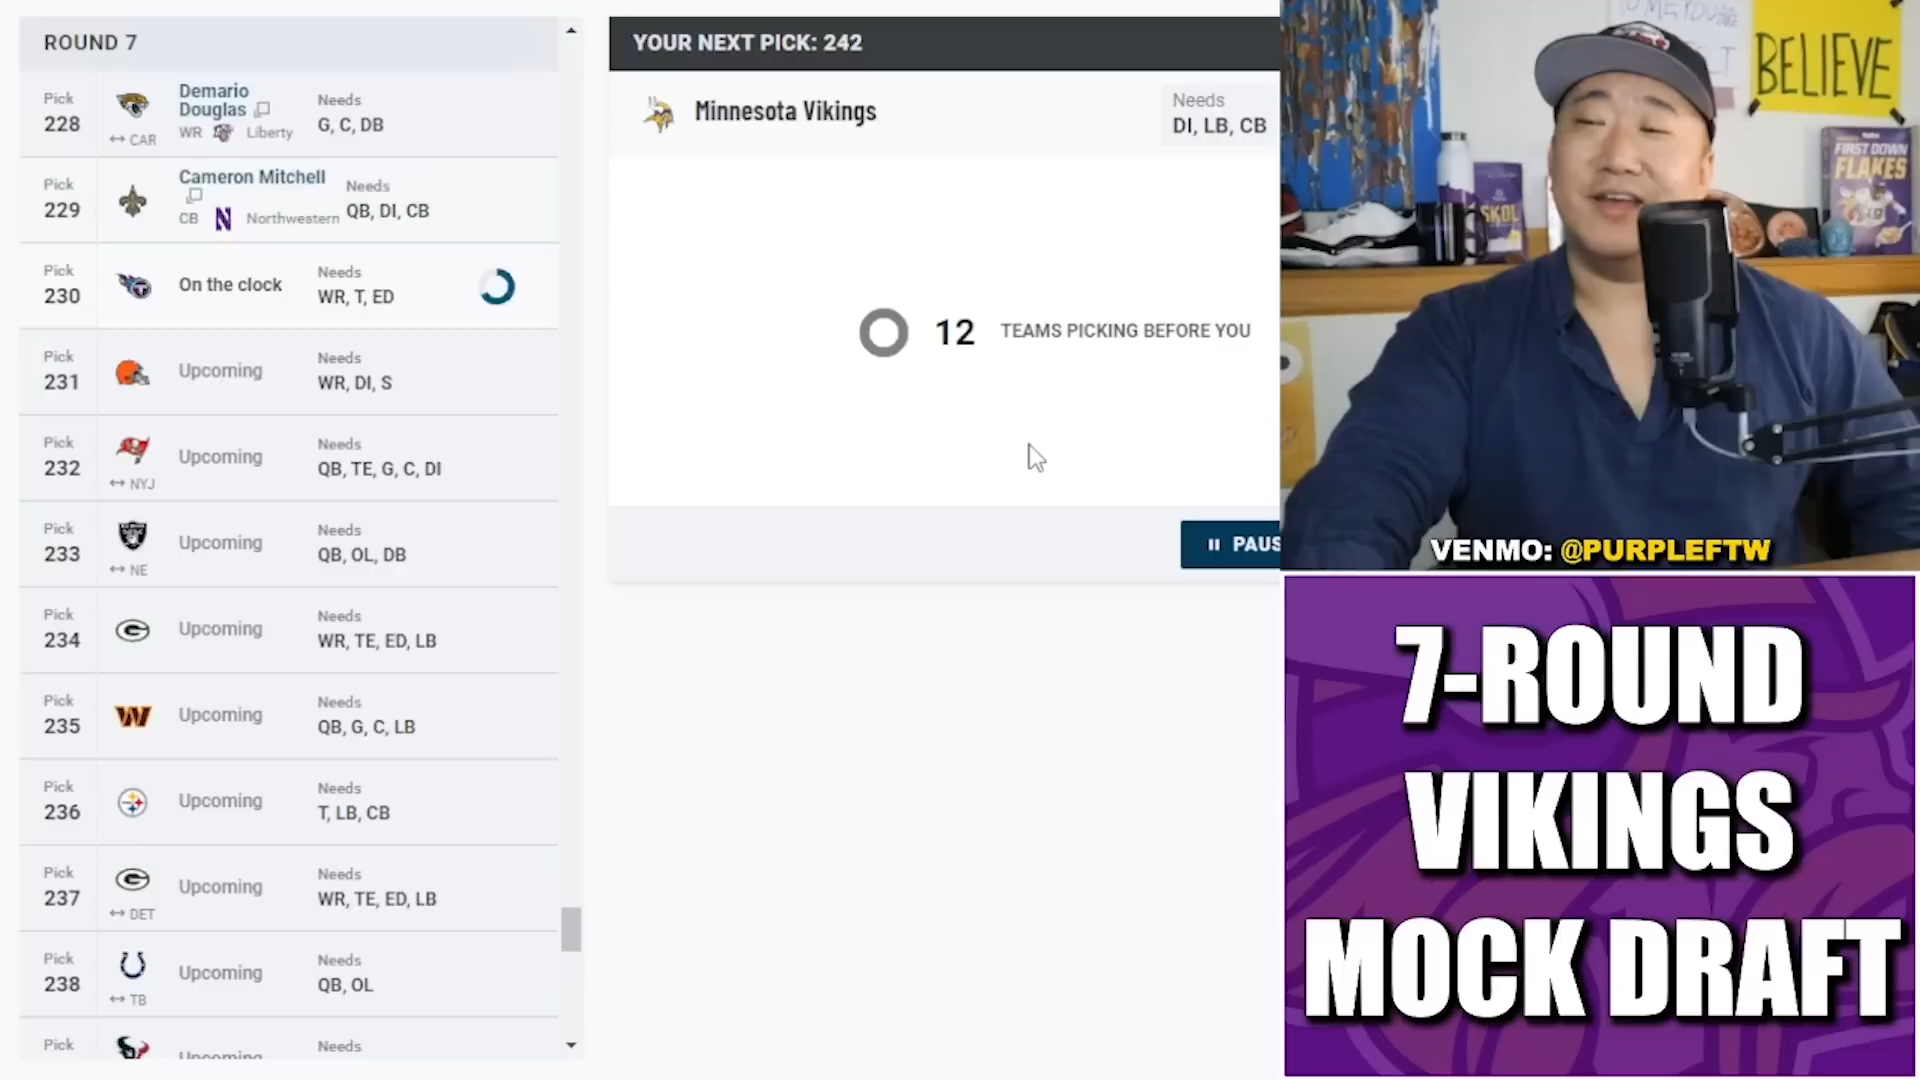 ROUND 7
Pick
228
CAR
Demario
Douglas
WR Liberty
Needs
G, C, DB
Pick
229
Cameron Mitchell
CB N Northwestern
Needs
QB, DI, CB
Pick
230
On the clock
Needs
WR, T, ED
Pick
231
Upcoming
Needs
WR, DI, S
Pick
232
NYJ
Upcoming
Needs
QB, TE, G, C, DI
Pick
233
NE
Upcoming
Needs
QB, OL, DB
Pick
234
Upcoming
Needs
WR, TE, ED, LB
Pick
235
Upcoming
Needs
QB, G, C, LB
Pick
236
Upcoming
Needs
T, LB, CB
Pick
237
DET
Upcoming
Needs
WR, TE, ED, LB
Pick
238
TB
Upcoming
Needs
QB, OL
Pick
Upcoming
Needs
YOUR NEXT PICK: 242
Minnesota Vikings
Needs
DI, LB, CB
12 TEAMS PICKING BEFORE YOU
PAUS
BELIEVE
FIRST DOWN
FLAKES
SKOL
VENMO: @PURPLEFTW
7-ROUND
VIKINGS
MOCK DRAFT